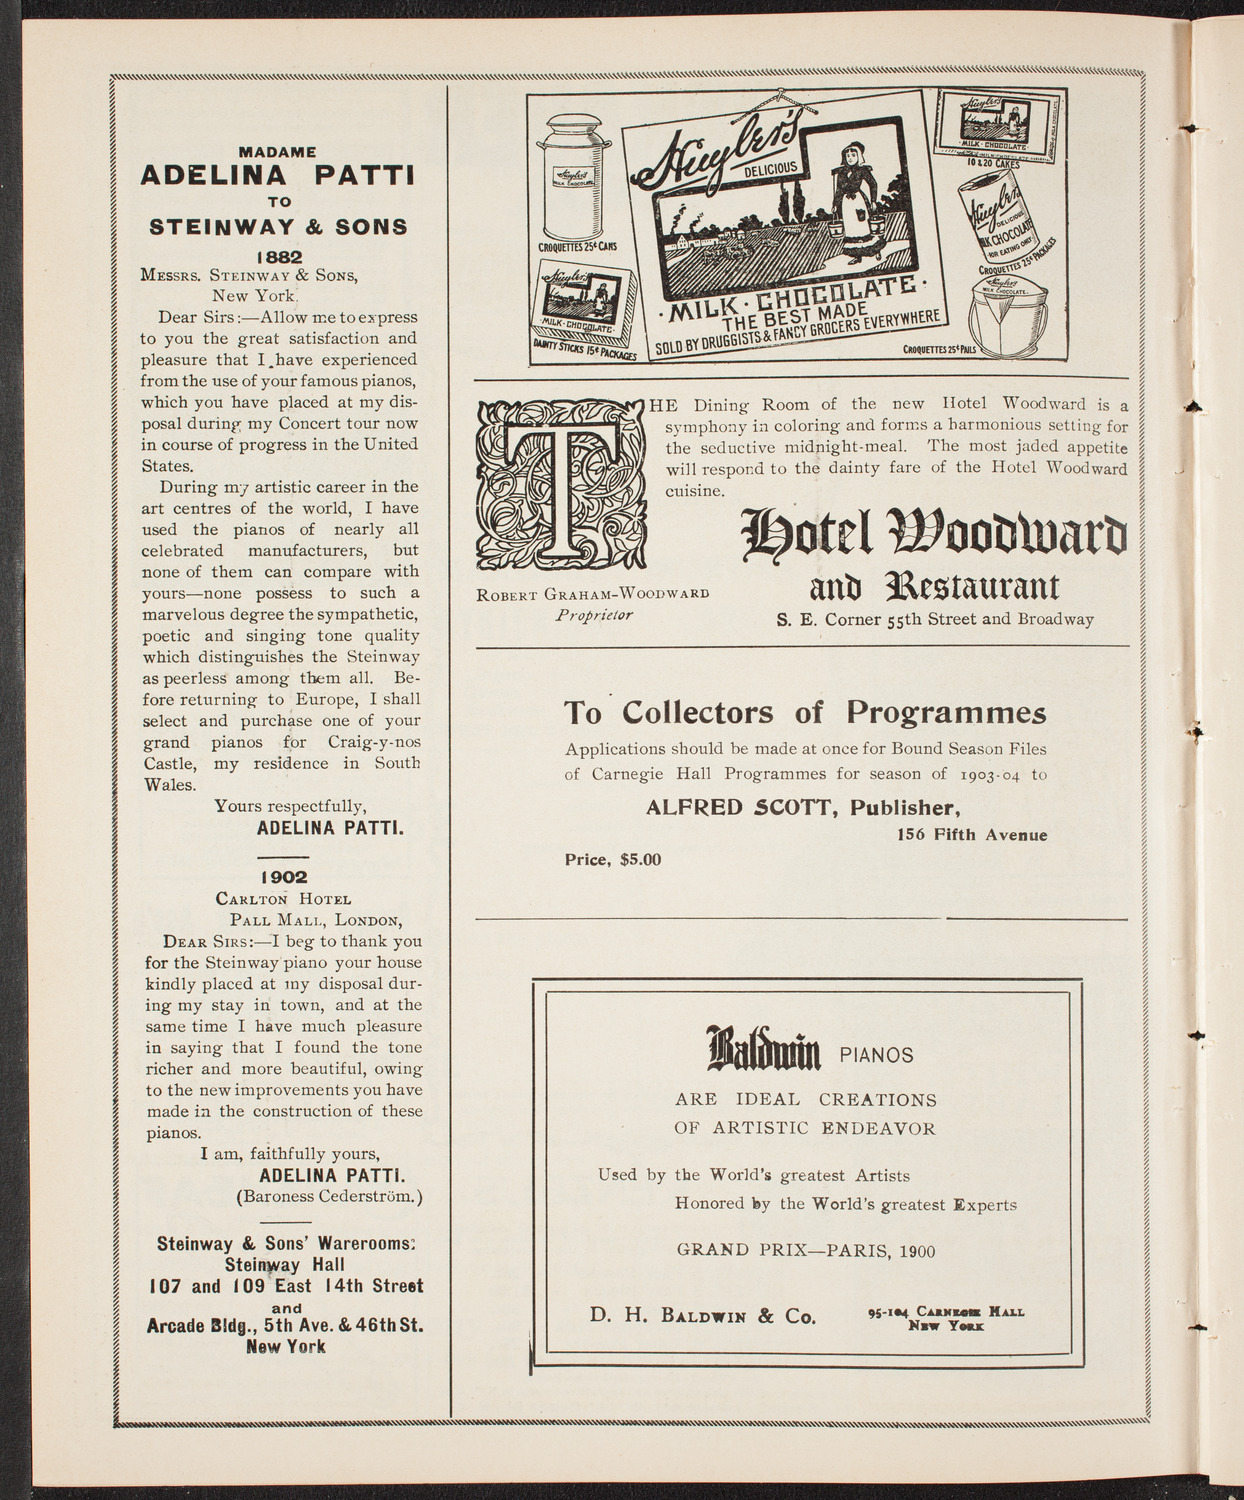 MADAME
ADELINA PATTI
TO
STEINWAY & SONS
1882
MESSRS. STEINWAY & SONS,
New York.
Dear Sirs:—Allow me to express
to you the great satisfaction and
pleasure that I have experienced
from the use of your famous pianos,
which you have placed at my dis-
posal during my Concert tour now
in course of progress in the United
States.
During my artistic career in the
art centres of the world, I have
used the pianos of nearly all
celebrated manufacturers, but
none of them can compare with
yours—none possess to such a
marvelous degree the sympathetic,
poetic and singing tone quality
which distinguishes the Steinway
as peerless among them all. Be-
fore returning to Europe, I shall
select and purchase one of your
grand pianos for Craig-y-nos
Castle, my residence in South
Wales.
Yours respectfully,
ADELINA PATTI.
1902
CARLTON HOTEL
PALL MALL, LONDON,
DEAR SIRS:—I beg to thank you
for the Steinway piano your house
kindly placed at my disposal dur-
ing my stay in town, and at the
same time I have much pleasure
in saying that I found the tone
richer and more beautiful, owing
to the new improvements you have
made in the construction of these
pianos.
I am, faithfully yours,
ADELINA PATTI.
(Baroness Cederström.)
Steinway & Sons' Warerooms:
Steinway Hall
107 and 109 East 14th Street
and
Arcade Bldg., 5th Ave. & 46th St.
New York
Huyler's
MILK CHOCOLATE
CROQUETTES 25¢ CANS
Huyler's
MILK·CHOCOLATE·
DAINTY STICKS 15¢ PACKAGES
Huyler's
DELICIOUS
·MILK·CHOCOLATE·
THE BEST MADE
SOLD BY DRUGGISTS & FANCY GROCERS EVERYWHERE
Huyler's
MILK·CHOCOLATE·
10 & 20 CAKES
Huyler's
DELICIOUS
MILK CHOCOLATE
FOR EATING ONLY
CROQUETTES 25¢ PACKAGES
Huyler's
MILK CHOCOLATE.
CROQUETTES 25¢ PAILS
THE Dining Room of the new Hotel Woodward is a
symphony in coloring and forms a harmonious setting for
the seductive midnight-meal. The most jaded appetite
will respond to the dainty fare of the Hotel Woodward
cuisine.
Hotel Woodward
and Restaurant
S. E. Corner 55th Street and Broadway
ROBERT GRAHAM-WOODWARD
Proprietor
To Collectors of Programmes
Applications should be made at once for Bound Season Files
of Carnegie Hall Programmes for season of 1903-04 to
ALFRED SCOTT, Publisher,
156 Fifth Avenue
Price, $5.00
Baldwin PIANOS
ARE IDEAL CREATIONS
OF ARTISTIC ENDEAVOR
Used by the World's greatest Artists
Honored by the World's greatest Experts
GRAND PRIX—PARIS, 1900
D. H. BALDWIN & CO.
95-104 CARNEGIE HALL
NEW YORK